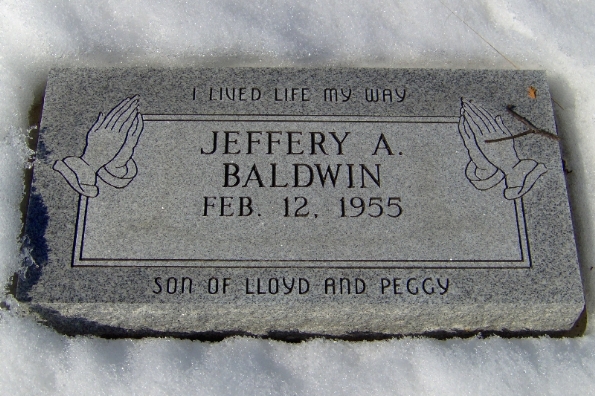 I LIVED LIFE MY WAY
JEFFERY A.
BALDWIN
FEB. 12, 1955
SON OF LLOYD AND PEGGY